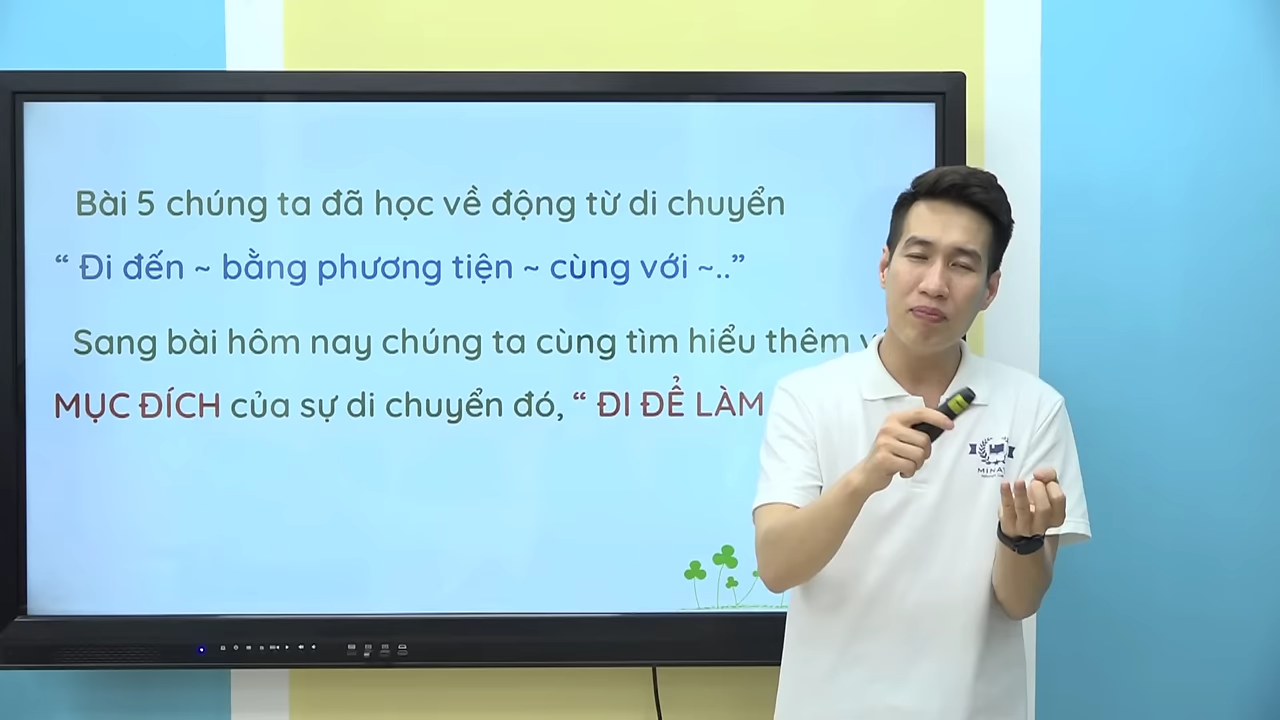 Bài 5 chúng ta đã học về động từ di chuyển
“ Đi đến ~ bằng phương tiện ~ cùng với ~..”
Sang bài hôm nay chúng ta cùng tìm hiểu thêm
MỤC ĐÍCH của sự di chuyển đó, “ ĐI ĐỂ LÀM